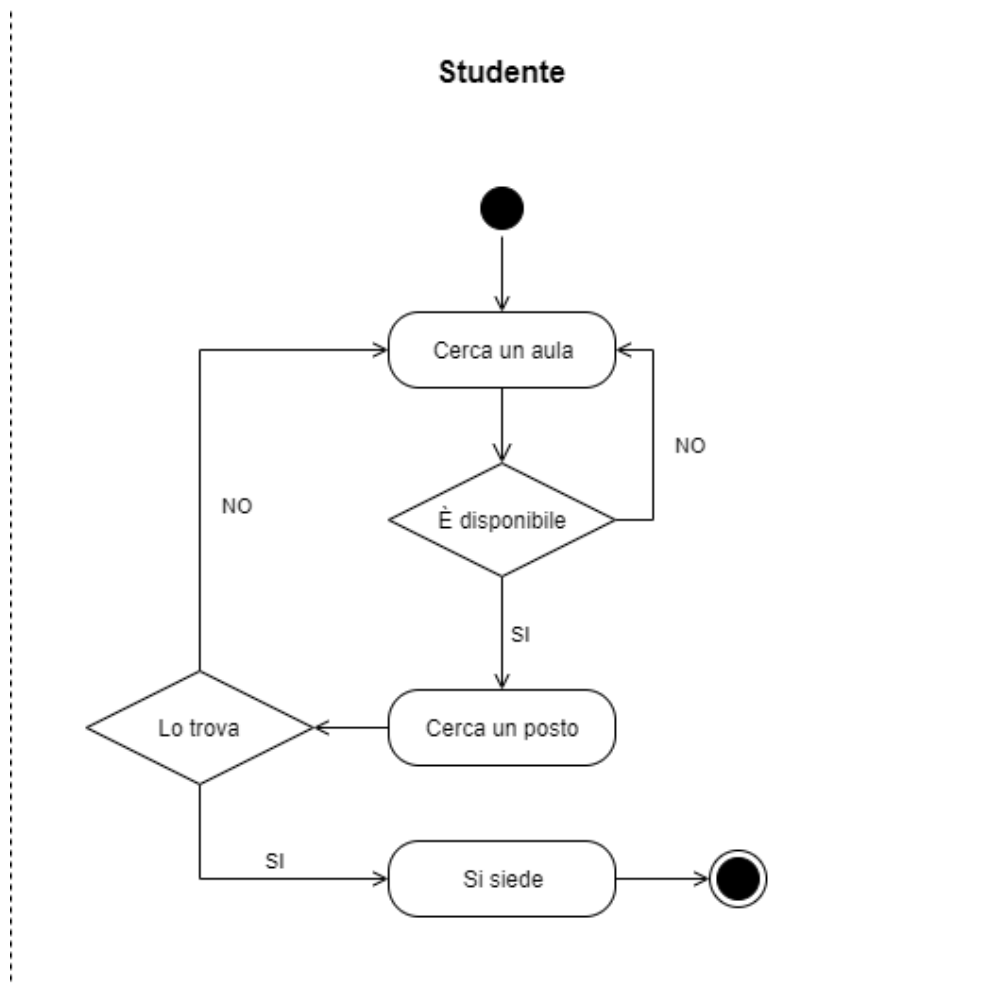 Studente
Cerca un aula
NO
È disponibile
NO
SI
Cerca un posto
Lo trova
SI
Si siede